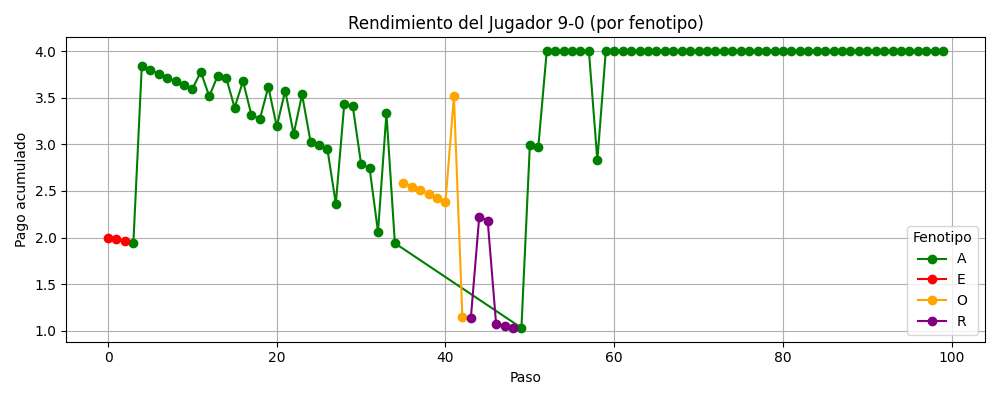 Rendimiento del Jugador 9-0 (por fenotipo)
Pago acumulado
4.0
3.5
3.0
2.5
2.0
1.5
1.0
0
20
40
60
80
100
Paso
Fenotipo
A
E
O
R